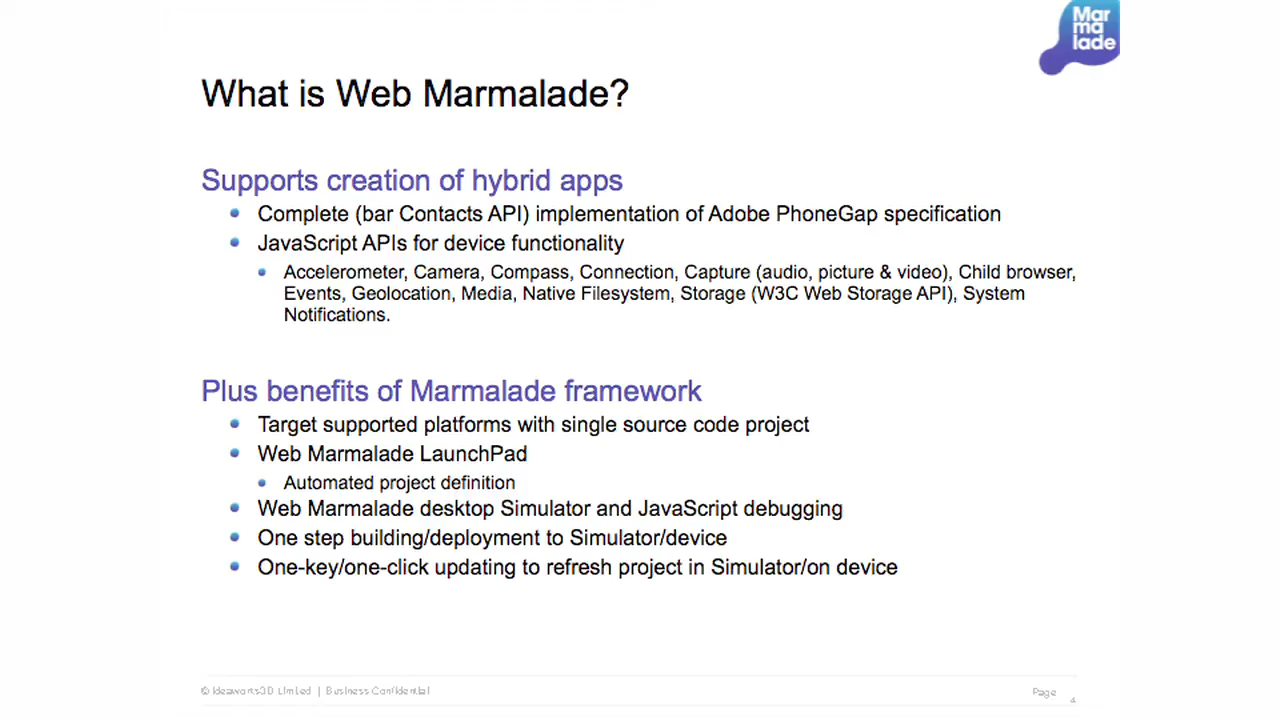 Mar
ma
lade
What is Web Marmalade?
Supports creation of hybrid apps
Complete (bar Contacts API) implementation of Adobe PhoneGap specification
JavaScript APIs for device functionality
Accelerometer, Camera, Compass, Connection, Capture (audio, picture & video), Child browser,
Events, Geolocation, Media, Native Filesystem, Storage (W3C Web Storage API), System
Notifications.
Plus benefits of Marmalade framework
Target supported platforms with single source code project
Web Marmalade LaunchPad
Automated project definition
Web Marmalade desktop Simulator and JavaScript debugging
One step building/deployment to Simulator/device
One-key/one-click updating to refresh project in Simulator/on device
© Ideaworks3D Limited | Business Confidential
Page 4